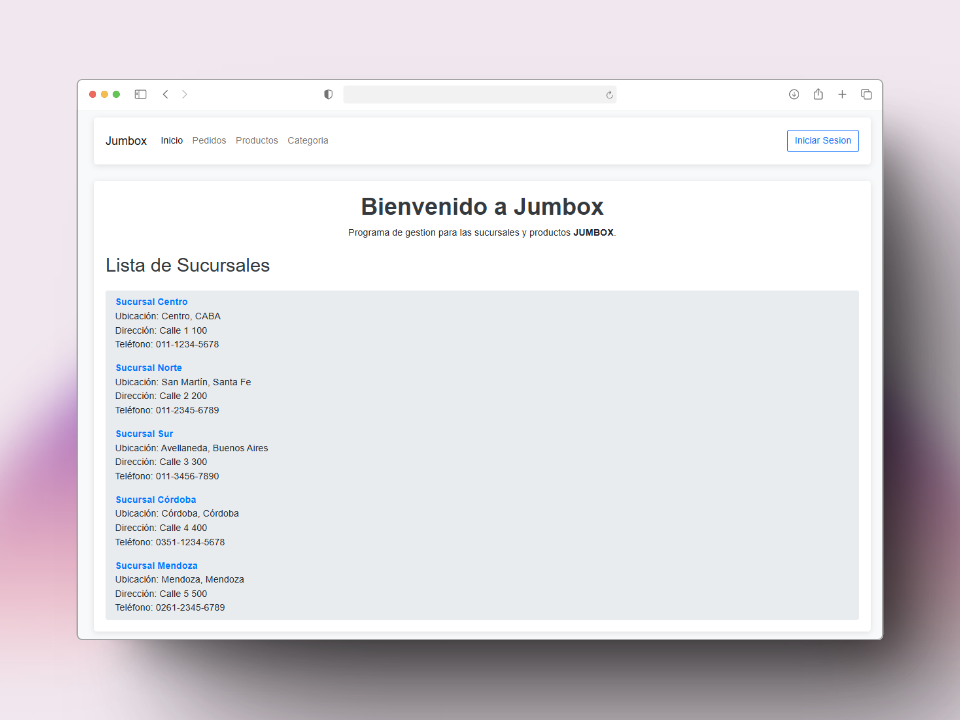 Jumbox Inicio Pedidos Productos Categoria Iniciar Sesion
Bienvenido a Jumbox
Programa de gestion para las sucursales y productos JUMBOX.
Lista de Sucursales
Sucursal Centro
Ubicación: Centro, CABA
Dirección: Calle 1 100
Teléfono: 011-1234-5678
Sucursal Norte
Ubicación: San Martín, Santa Fe
Dirección: Calle 2 200
Teléfono: 011-2345-6789
Sucursal Sur
Ubicación: Avellaneda, Buenos Aires
Dirección: Calle 3 300
Teléfono: 011-3456-7890
Sucursal Córdoba
Ubicación: Córdoba, Córdoba
Dirección: Calle 4 400
Teléfono: 0351-1234-5678
Sucursal Mendoza
Ubicación: Mendoza, Mendoza
Dirección: Calle 5 500
Teléfono: 0261-2345-6789